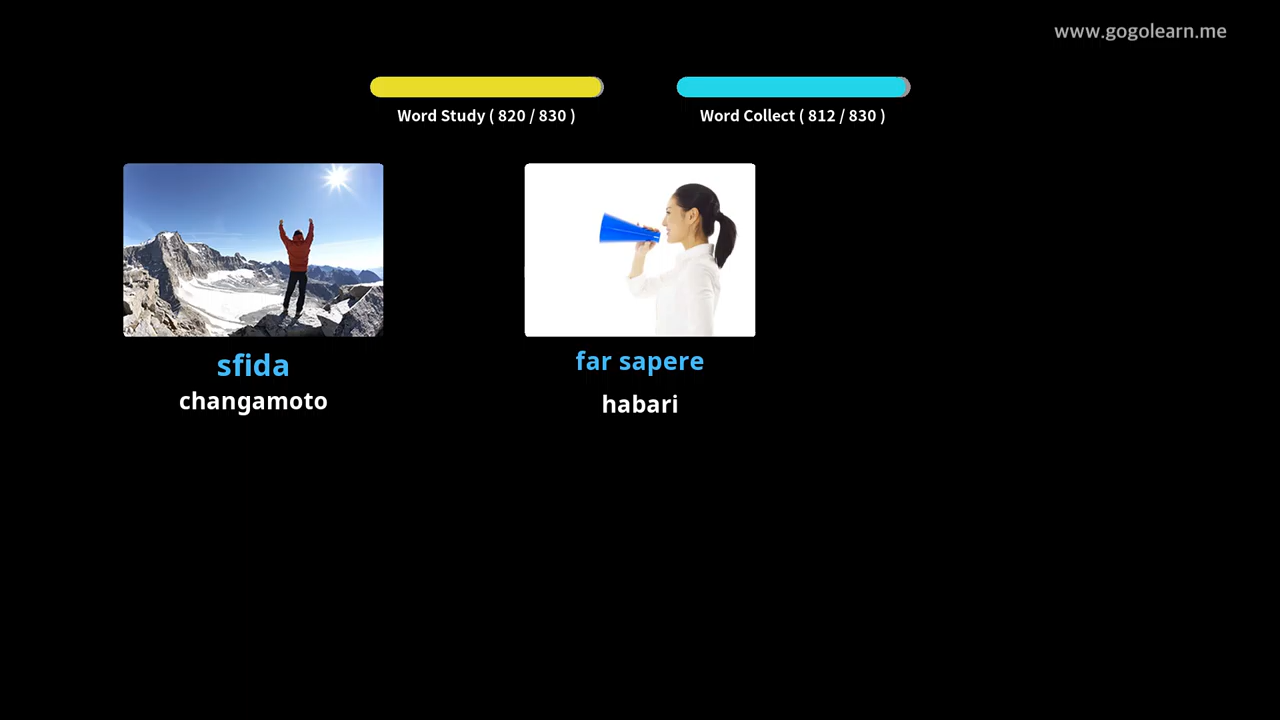 www.gogolearn.me
Word Study ( 820 / 830 )
Word Collect ( 812 / 830 )
sfida
changamoto
far sapere
habari